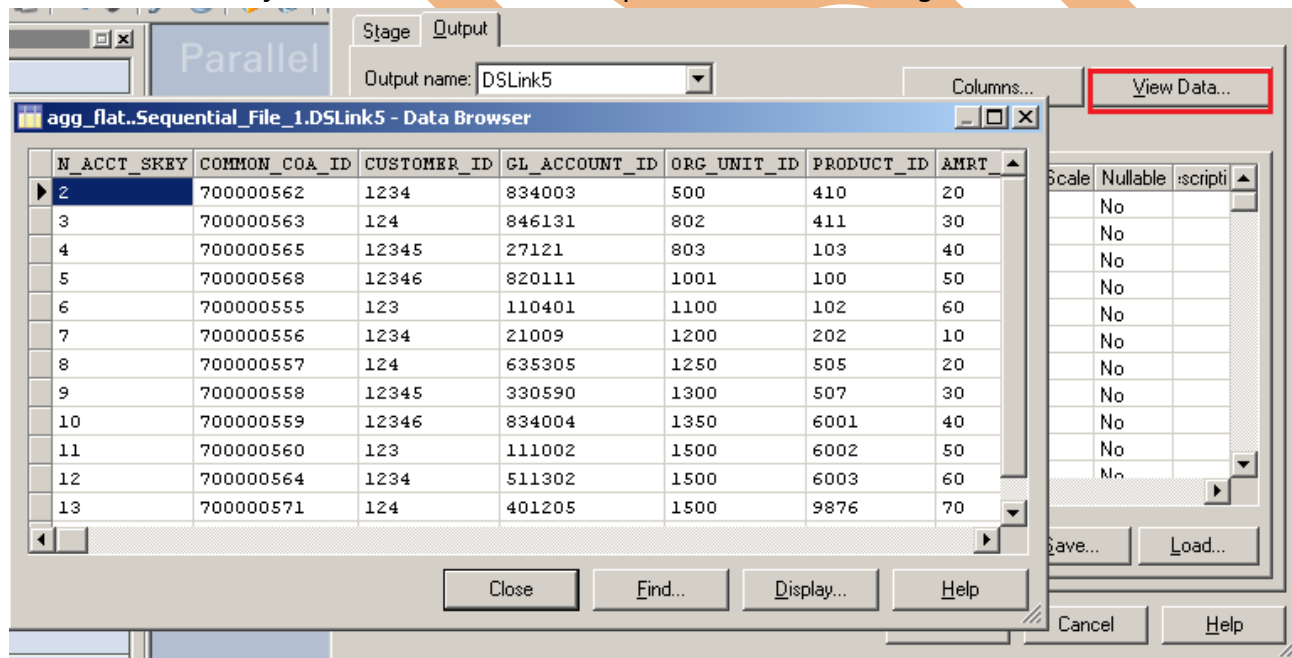 Stage Output
Parallel
Output name: DSLink5
Columns... View Data...
agg_flat..Sequential_File_1.DSLink5 - Data Browser
N_ACCT_SKEY COMMON_COA_ID CUSTOMER_ID GL_ACCOUNT_ID ORG_UNIT_ID PRODUCT_ID AMRT_
Scale Nullable scripti
2 700000562 1234 834003 500 410 20
No
3 700000563 124 846131 802 411 30
No
4 700000565 12345 27121 803 103 40
No
5 700000568 12346 820111 1001 100 50
No
6 700000555 123 110401 1100 102 60
No
7 700000556 1234 21009 1200 202 10
No
8 700000557 124 635305 1250 505 20
No
9 700000558 12345 330590 1300 507 30
No
10 700000559 12346 834004 1350 6001 40
No
11 700000560 123 111002 1500 6002 50
No
12 700000564 1234 511302 1500 6003 60
No
13 700000571 124 401205 1500 9876 70
Save... Load...
Close Find... Display... Help
Cancel Help